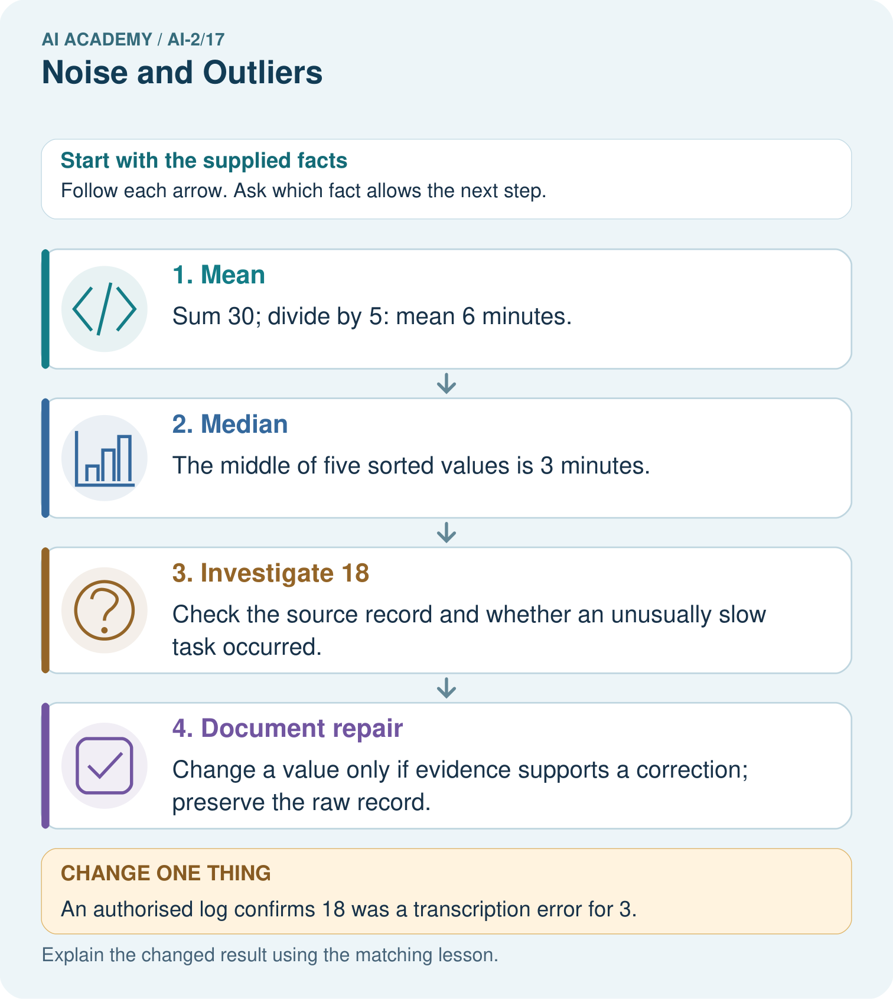 AI ACADEMY / AI-2/17
Noise and Outliers
Start with the supplied facts
Follow each arrow. Ask which fact allows the next step.
1. Mean
Sum 30; divide by 5: mean 6 minutes.
2. Median
The middle of five sorted values is 3 minutes.
3. Investigate 18
Check the source record and whether an unusually slow
task occurred.
4. Document repair
Change a value only if evidence supports a correction;
preserve the raw record.
CHANGE ONE THING
An authorised log confirms 18 was a transcription error for 3.
Explain the changed result using the matching lesson.